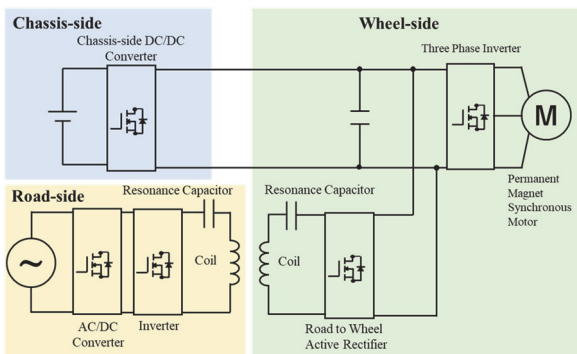 Chassis-side
Chassis-side DC/DC
Converter
Wheel-side
Three Phase Inverter
M
Permanent
Magnet
Synchronous
Motor
Road-side
Resonance Capacitor
Coil
AC/DC
Converter
Inverter
Resonance Capacitor
Coil
Road to Wheel
Active Rectifier